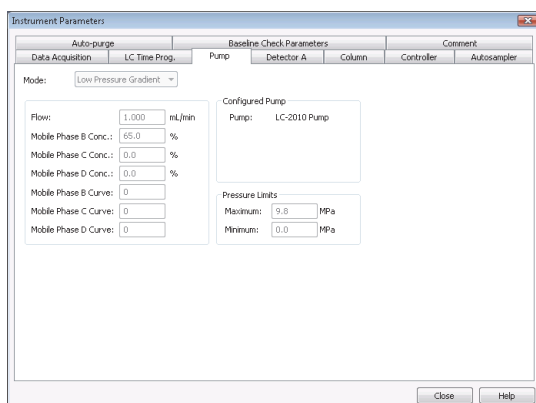 Instrument Parameters
Auto-purge Baseline Check Parameters Comment
Data Acquisition LC Time Prog. Pump Detector A Column Controller Autosampler
Mode: Low Pressure Gradient
Configured Pump
Flow: 1.000 mL/min Pump: LC-2010 Pump
Mobile Phase B Conc.: 65.0 %
Mobile Phase C Conc.: 0.0 %
Mobile Phase D Conc.: 0.0 %
Mobile Phase B Curve: 0
Pressure Limits
Mobile Phase C Curve: 0 Maximum: 9.8 MPa
Mobile Phase D Curve: 0 Minimum: 0.0 MPa
Close Help